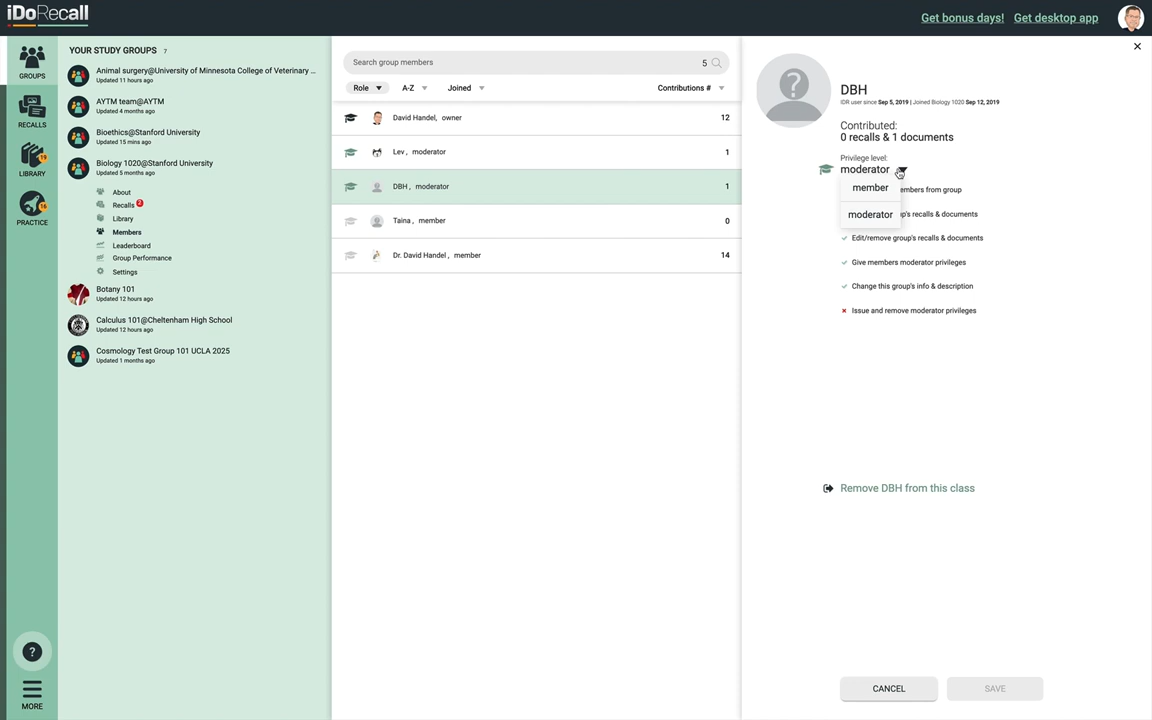 iDoRecall
Get bonus days! Get desktop app
GROUPS
RECALLS
19
LIBRARY
16
PRACTICE
?
MORE
YOUR STUDY GROUPS 7
Animal surgery@University of Minnesota College of Veterinary ...
Updated 11 hours ago
AYTM team@AYTM
Updated 4 months ago
Bioethics@Stanford University
Updated 15 mins ago
Biology 1020@Stanford University
Updated 5 months ago
About
Recalls 2
Library
Members
Leaderboard
Group Performance
Settings
Botany 101
Updated 12 hours ago
Calculus 101@Cheltenham High School
Updated 12 hours ago
Cosmology Test Group 101 UCLA 2025
Updated 1 months ago
Search group members 5
Role A-Z Joined Contributions #
David Handel, owner 12
Lev , moderator 1
DBH , moderator 1
Taina , member 0
Dr. David Handel , member 14
?
DBH
IDR user since Sep 5, 2019 | Joined Biology 1020 Sep 12, 2019
Contributed:
0 recalls & 1 documents
Privilege level:
moderator
member
moderator
embers from group
p's recalls & documents
Edit/remove group's recalls & documents
Give members moderator privileges
Change this group's info & description
Issue and remove moderator privileges
Remove DBH from this class
CANCEL SAVE